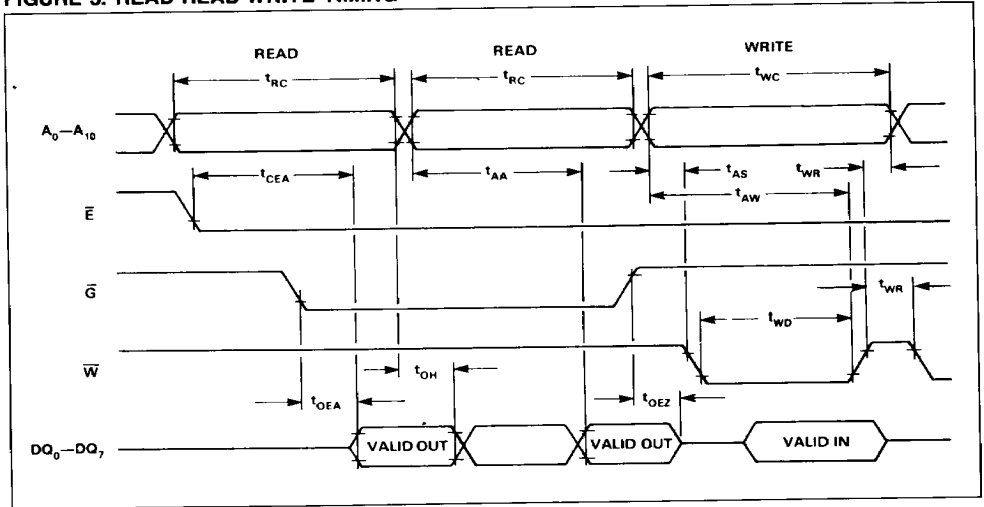 FIGURE 3. READ-READ-WRITE TIMING
READ READ WRITE
tRC tRC tWC
A0—A10
tCEA tAA tAS tWR
tAW
E̅
G̅
tWR
tWD
W̅
tOH
tOEA tOEZ
DQ0—DQ7 VALID OUT VALID OUT VALID IN